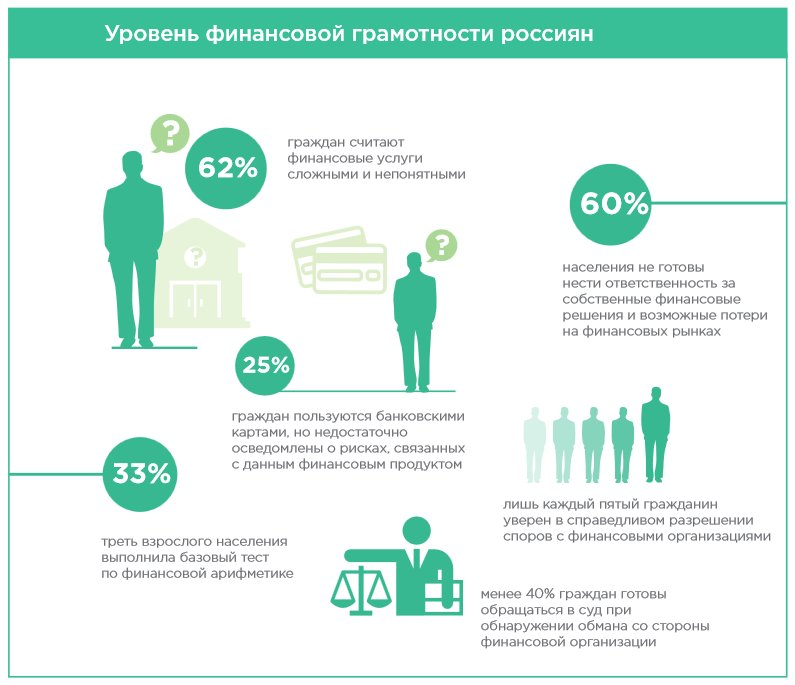 Уровень финансовой грамотности россиян
?
62%
граждан считают
финансовые услуги
сложными и непонятными
?
60%
населения не готовы
нести ответственность за
собственные финансовые
решения и возможные потери
на финансовых рынках
?
25%
граждан пользуются банковскими
картами, но недостаточно
осведомлены о рисках, связанных
с данным финансовым продуктом
33%
треть взрослого населения
выполнила базовый тест
по финансовой арифметике
лишь каждый пятый гражданин
уверен в справедливом разрешении
споров с финансовыми организациями
менее 40% граждан готовы
обращаться в суд при
обнаружении обмана со стороны
финансовой организации